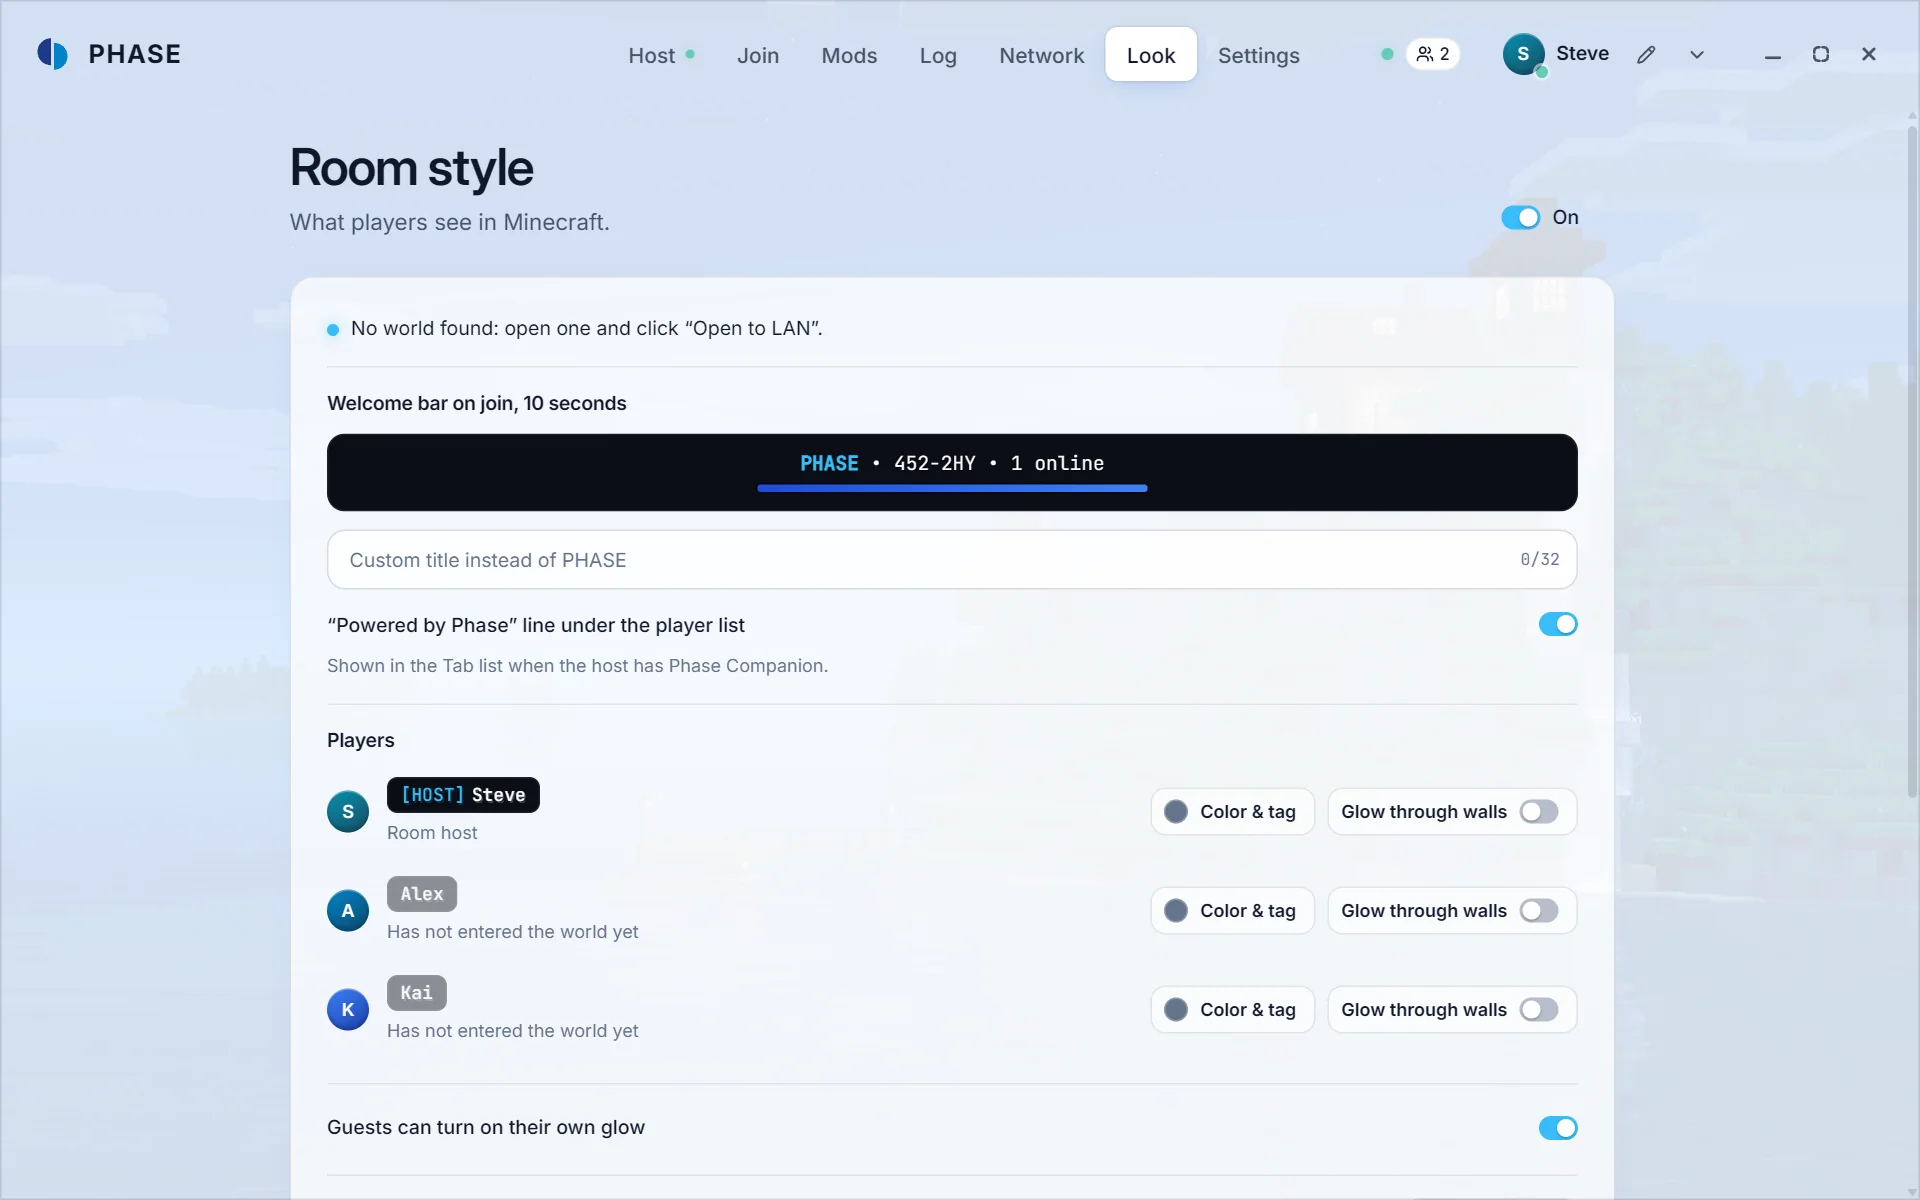 PHASE
Host
Join
Mods
Log
Network
Look
Settings
2
S
Steve
Room style
What players see in Minecraft.
On
No world found: open one and click “Open to LAN”.
Welcome bar on join, 10 seconds
PHASE • 452-2HY • 1 online
Custom title instead of PHASE
0/32
“Powered by Phase” line under the player list
Shown in the Tab list when the host has Phase Companion.
Players
S
[HOST] Steve
Room host
Color & tag
Glow through walls
A
Alex
Has not entered the world yet
Color & tag
Glow through walls
K
Kai
Has not entered the world yet
Color & tag
Glow through walls
Guests can turn on their own glow